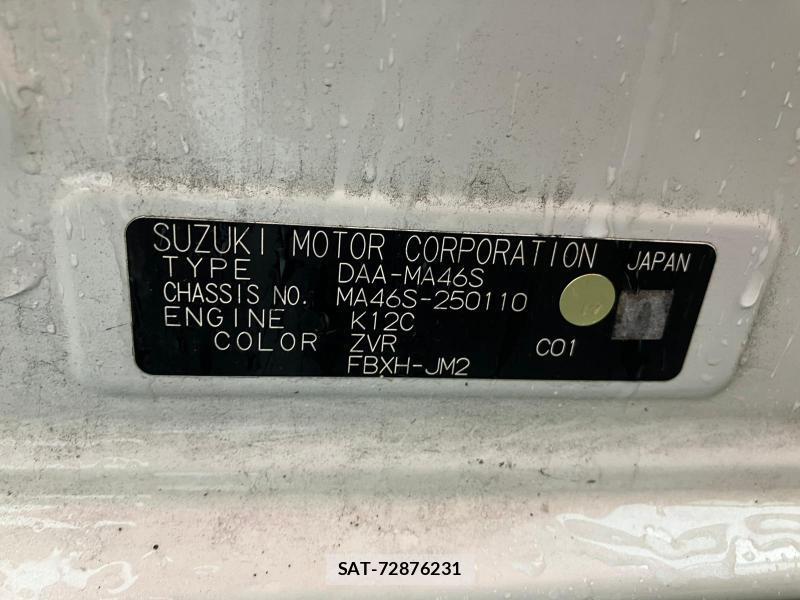 SUZUKI MOTOR CORPORATION JAPAN
TYPE DAA-MA46S
CHASSIS NO. MA46S-250110
ENGINE K12C
COLOR ZVR C01
FBXH-JM2
SAT-72876231